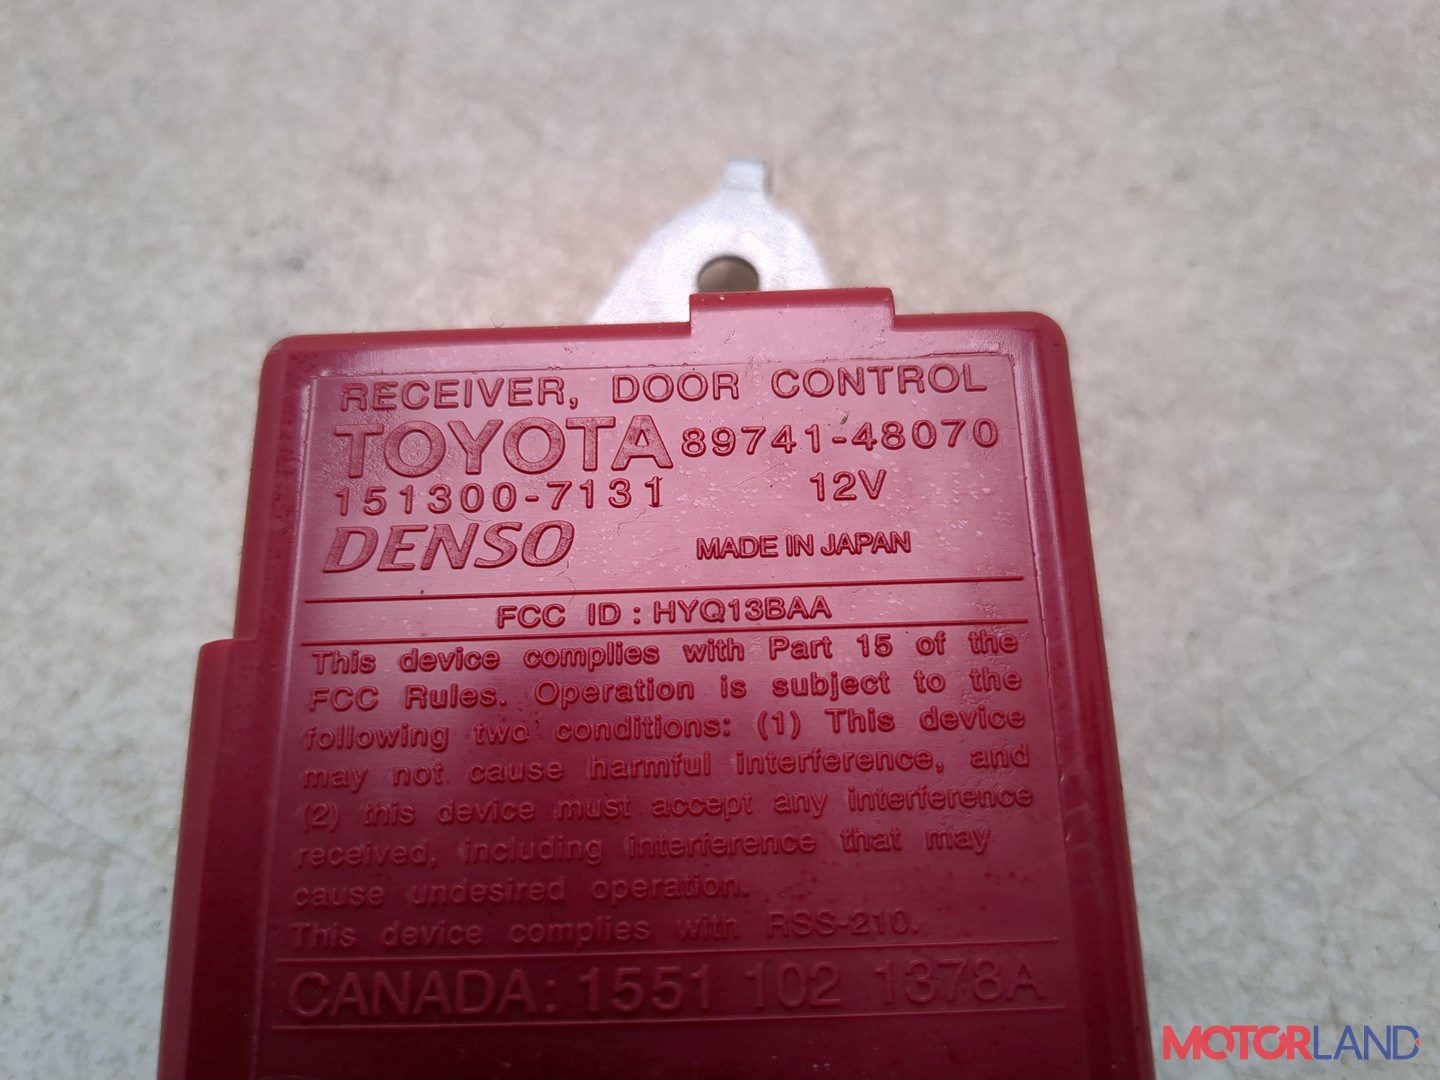 RECEIVER, DOOR CONTROL
TOYOTA 89741-48070
151300-7131 12V
DENSO MADE IN JAPAN
FCC ID : HYQ13BAA
This device complies with Part 15 of the
FCC Rules. Operation is subject to the
following two conditions: (1) This device
may not cause harmful interference, and
(2) this device must accept any interference
received, including interference that may
cause undesired operation.
This device complies with RSS-210.
CANADA: 1551 102 1378A
MOTORLAND